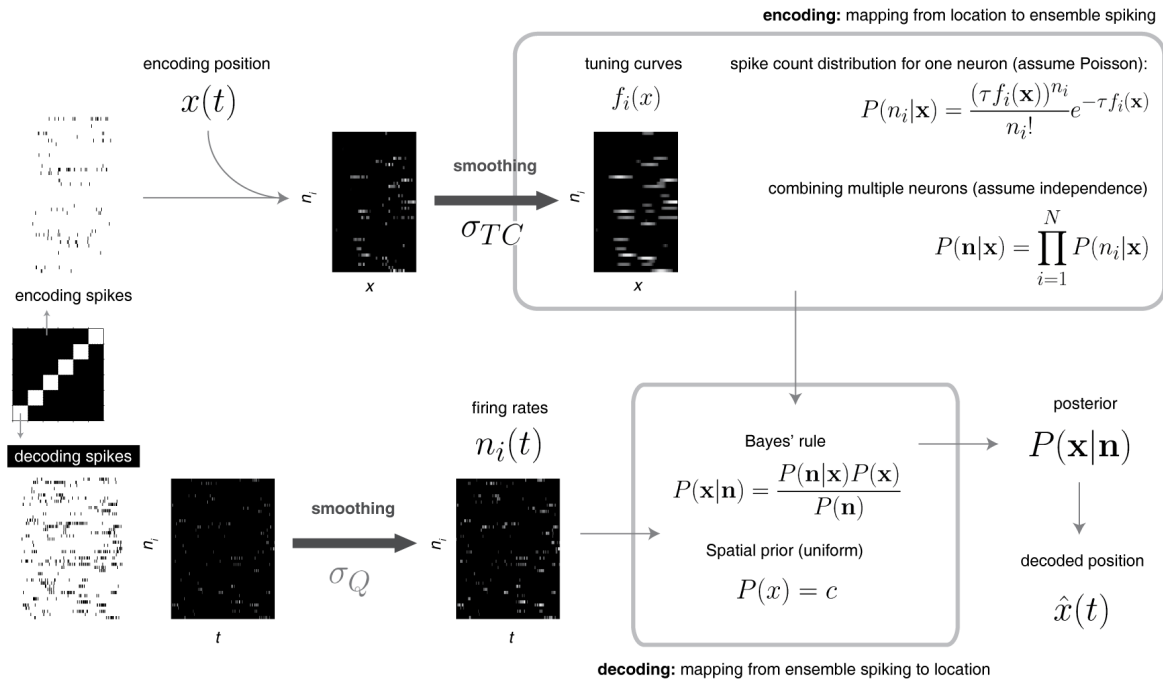 encoding: mapping from location to ensemble spiking
encoding position
x(t)
tuning curves
f_i(x)
spike count distribution for one neuron (assume Poisson):
P(n_i|x) = (τf_i(x))^{n_i} / n_i! e^{-τf_i(x)}
smoothing
σ_{TC}
n_i
x
n_i
x
combining multiple neurons (assume independence)
P(n|x) = ∏_{i=1}^{N} P(n_i|x)
encoding spikes
decoding spikes
firing rates
n_i(t)
n_i
t
smoothing
σ_Q
n_i
t
Bayes' rule
P(x|n) = P(n|x)P(x) / P(n)
Spatial prior (uniform)
P(x) = c
posterior
P(x|n)
decoded position
x̂(t)
decoding: mapping from ensemble spiking to location